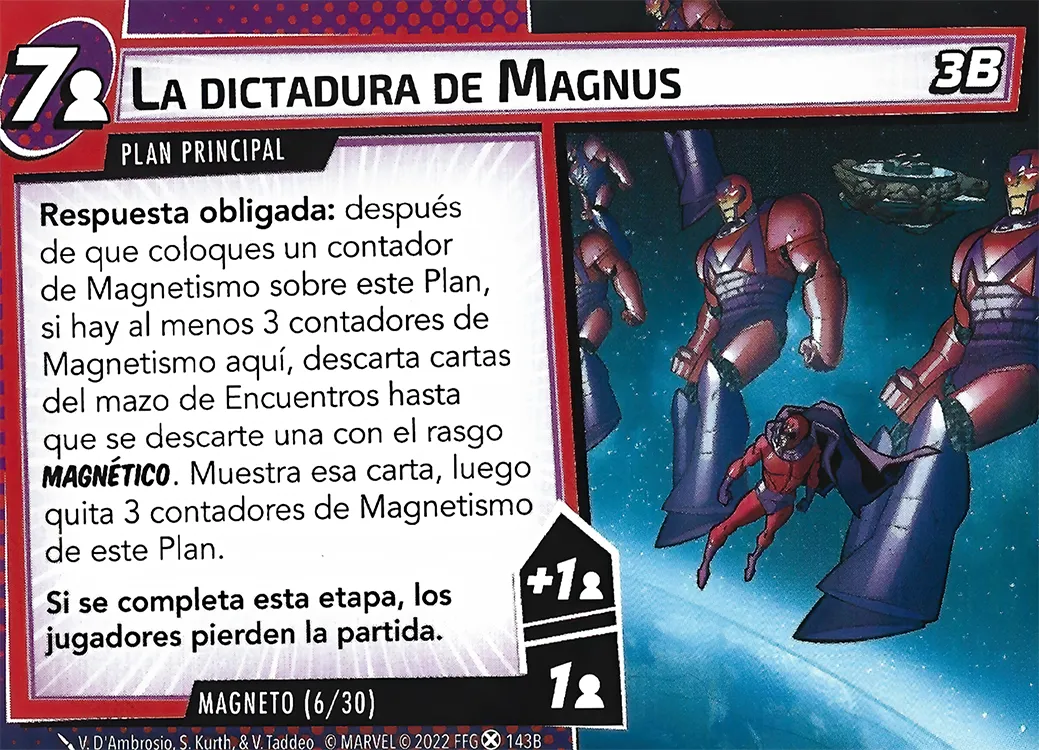 7
LA DICTADURA DE MAGNUS
3B
PLAN PRINCIPAL
Respuesta obligada: después
de que coloques un contador
de Magnetismo sobre este Plan,
si hay al menos 3 contadores de
Magnetismo aquí, descarta cartas
del mazo de Encuentros hasta
que se descarte una con el rasgo
MAGNÉTICO. Muestra esa carta, luego
quita 3 contadores de Magnetismo
de este Plan.
Si se completa esta etapa, los
jugadores pierden la partida.
+1
1
MAGNETO (6/30)
V. D'Ambrosio, S. Kurth, & V. Taddeo © MARVEL © 2022 FFG 143B